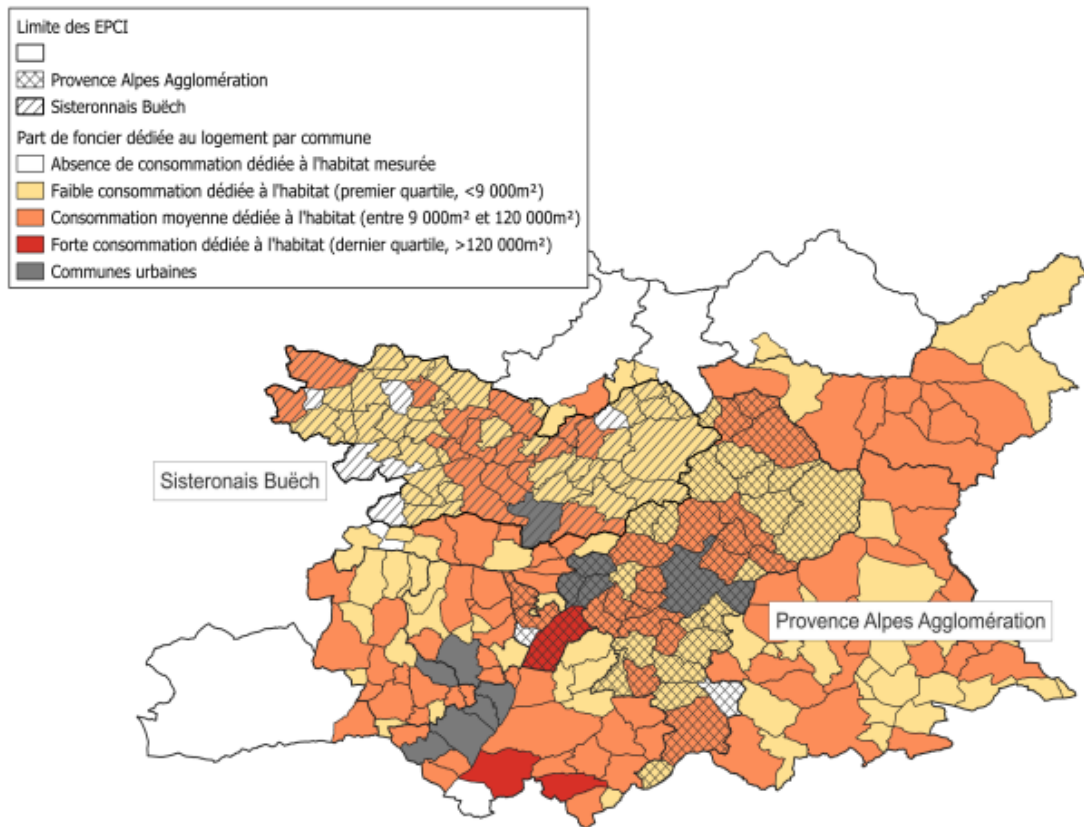 Limite des EPCI
Provence Alpes Agglomération
Sisteronnais Buëch
Part de foncier dédiée au logement par commune
Absence de consommation dédiée à l'habitat mesurée
Faible consommation dédiée à l'habitat (premier quartile, <9 000m²)
Consommation moyenne dédiée à l'habitat (entre 9 000m² et 120 000m²)
Forte consommation dédiée à l'habitat (dernier quartile, >120 000m²)
Communes urbaines
Sisteronais Buëch
Provence Alpes Agglomération